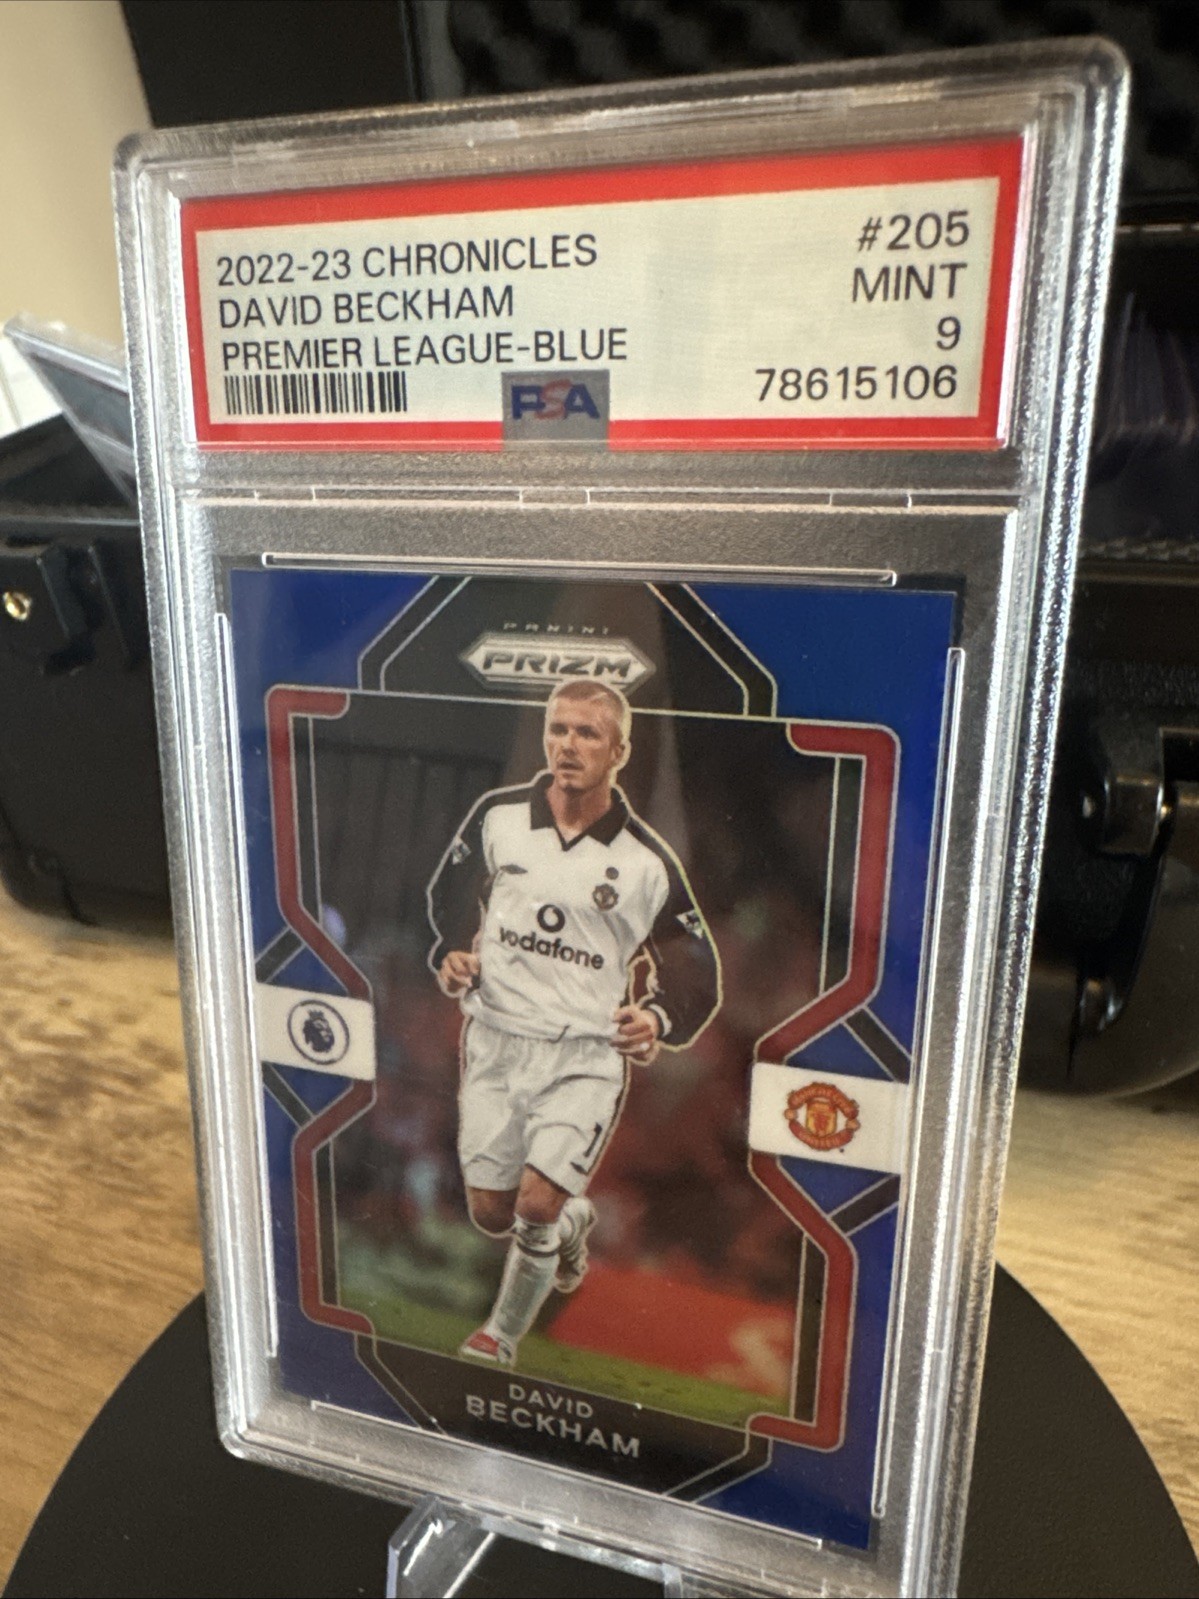 2022-23 CHRONICLES #205
DAVID BECKHAM MINT
PREMIER LEAGUE-BLUE 9
PSA 78615106
PANINI
PRIZM
vodafone
DAVID
BECKHAM